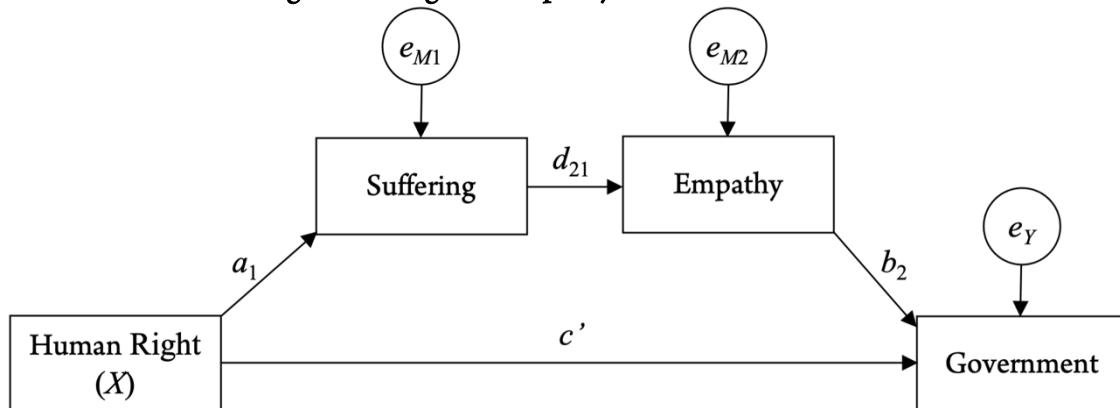 e_M1
e_M2
Suffering
d_21
Empathy
e_Y
a_1
b_2
Human Right
(X)
c’
Government